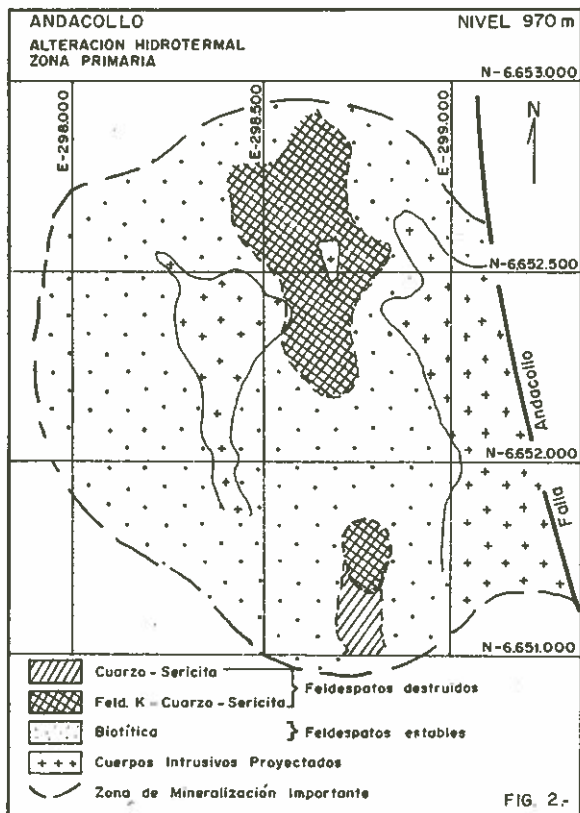 ANDACOLLO
NIVEL 970 m
ALTERACION HIDROTERMAL
ZONA PRIMARIA
N-6.653.000
E-298.000
E-298.500
E-299.000
N
N-6.652.500
Andacollo
N-6.652.000
Falla
N-6.651.000
Cuarzo - Sericita
Feld. K - Cuarzo - Sericita
Feldespatos destruidos
Biotítica
Feldespatos estables
Cuerpos Intrusivos Proyectados
Zona de Mineralización Importante
FIG. 2.-